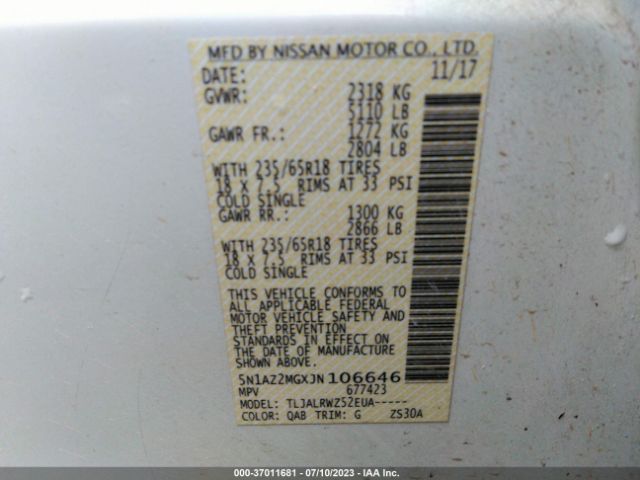 MFD BY NISSAN MOTOR CO., LTD.
DATE: 11/17
GVWR: 2318 KG
5110 LB
GAWR FR.: 1272 KG
2804 LB
WITH 235/65R18 TIRES
18 X 7.5 RIMS AT 33 PSI
COLD SINGLE
GAWR RR.: 1300 KG
2866 LB
WITH 235/65R18 TIRES
18 X 7.5 RIMS AT 33 PSI
COLD SINGLE
THIS VEHICLE CONFORMS TO
ALL APPLICABLE FEDERAL
MOTOR VEHICLE SAFETY AND
THEFT PREVENTION
STANDARDS IN EFFECT ON
THE DATE OF MANUFACTURE
SHOWN ABOVE.
5N1AZ2MGXJN106646
MPV 677423
MODEL: TLJALRWZ52EUA-----
COLOR: QAB TRIM: G ZS30A
000-37011681 - 07/10/2023 - IAA Inc.